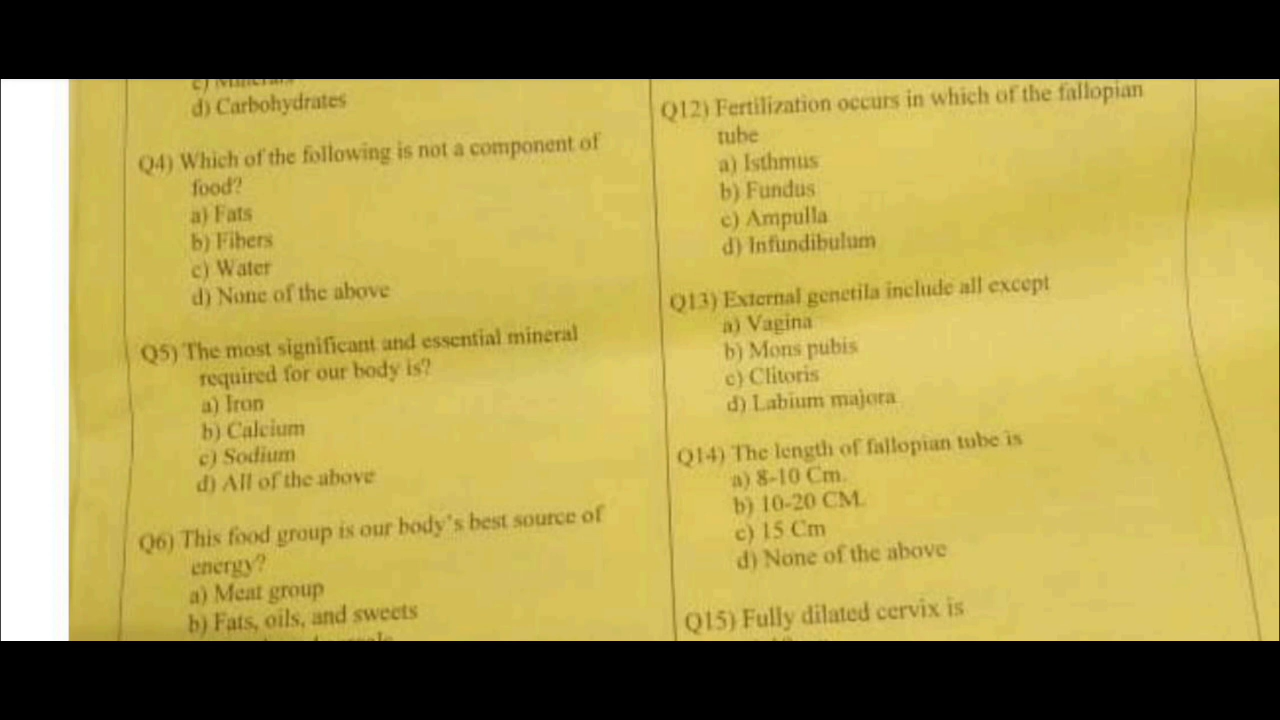 d) Carbohydrates
Q4) Which of the following is not a component of
food?
a) Fats
b) Fibers
c) Water
d) None of the above
Q5) The most significant and essential mineral
required for our body is?
a) Iron
b) Calcium
c) Sodium
d) All of the above
Q6) This food group is our body's best source of
energy?
a) Meat group
b) Fats, oils, and sweets
Q12) Fertilization occurs in which of the fallopian
tube
a) Isthmus
b) Fundus
c) Ampulla
d) Infundibulum
Q13) External genetila include all except
a) Vagina
b) Mons pubis
c) Clitoris
d) Labium majora
Q14) The length of fallopian tube is
a) 8-10 Cm.
b) 10-20 CM.
c) 15 Cm
d) None of the above
Q15) Fully dilated cervix is